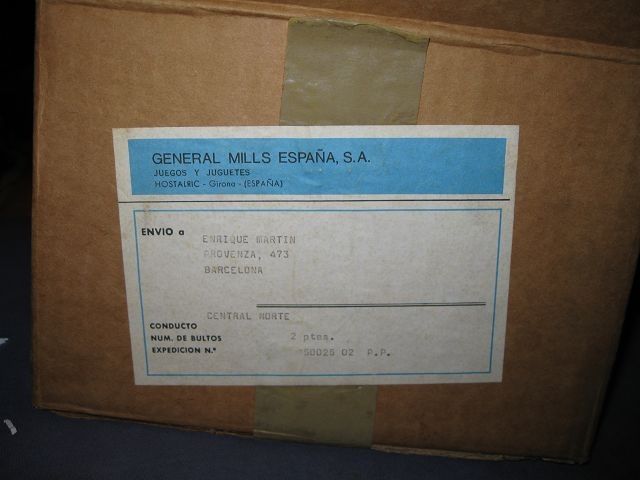 GENERAL MILLS ESPAÑA, S.A.
JUEGOS Y JUGUETES
HOSTALRIC - Girona - (ESPAÑA)
ENVIO a
ENRIQUE MARTIN
PROVENZA, 473
BARCELONA
CENTRAL NORTE
CONDUCTO
NUM. DE BULTOS 2 ptes.
EXPEDICION N.º 50026 02 P.P.